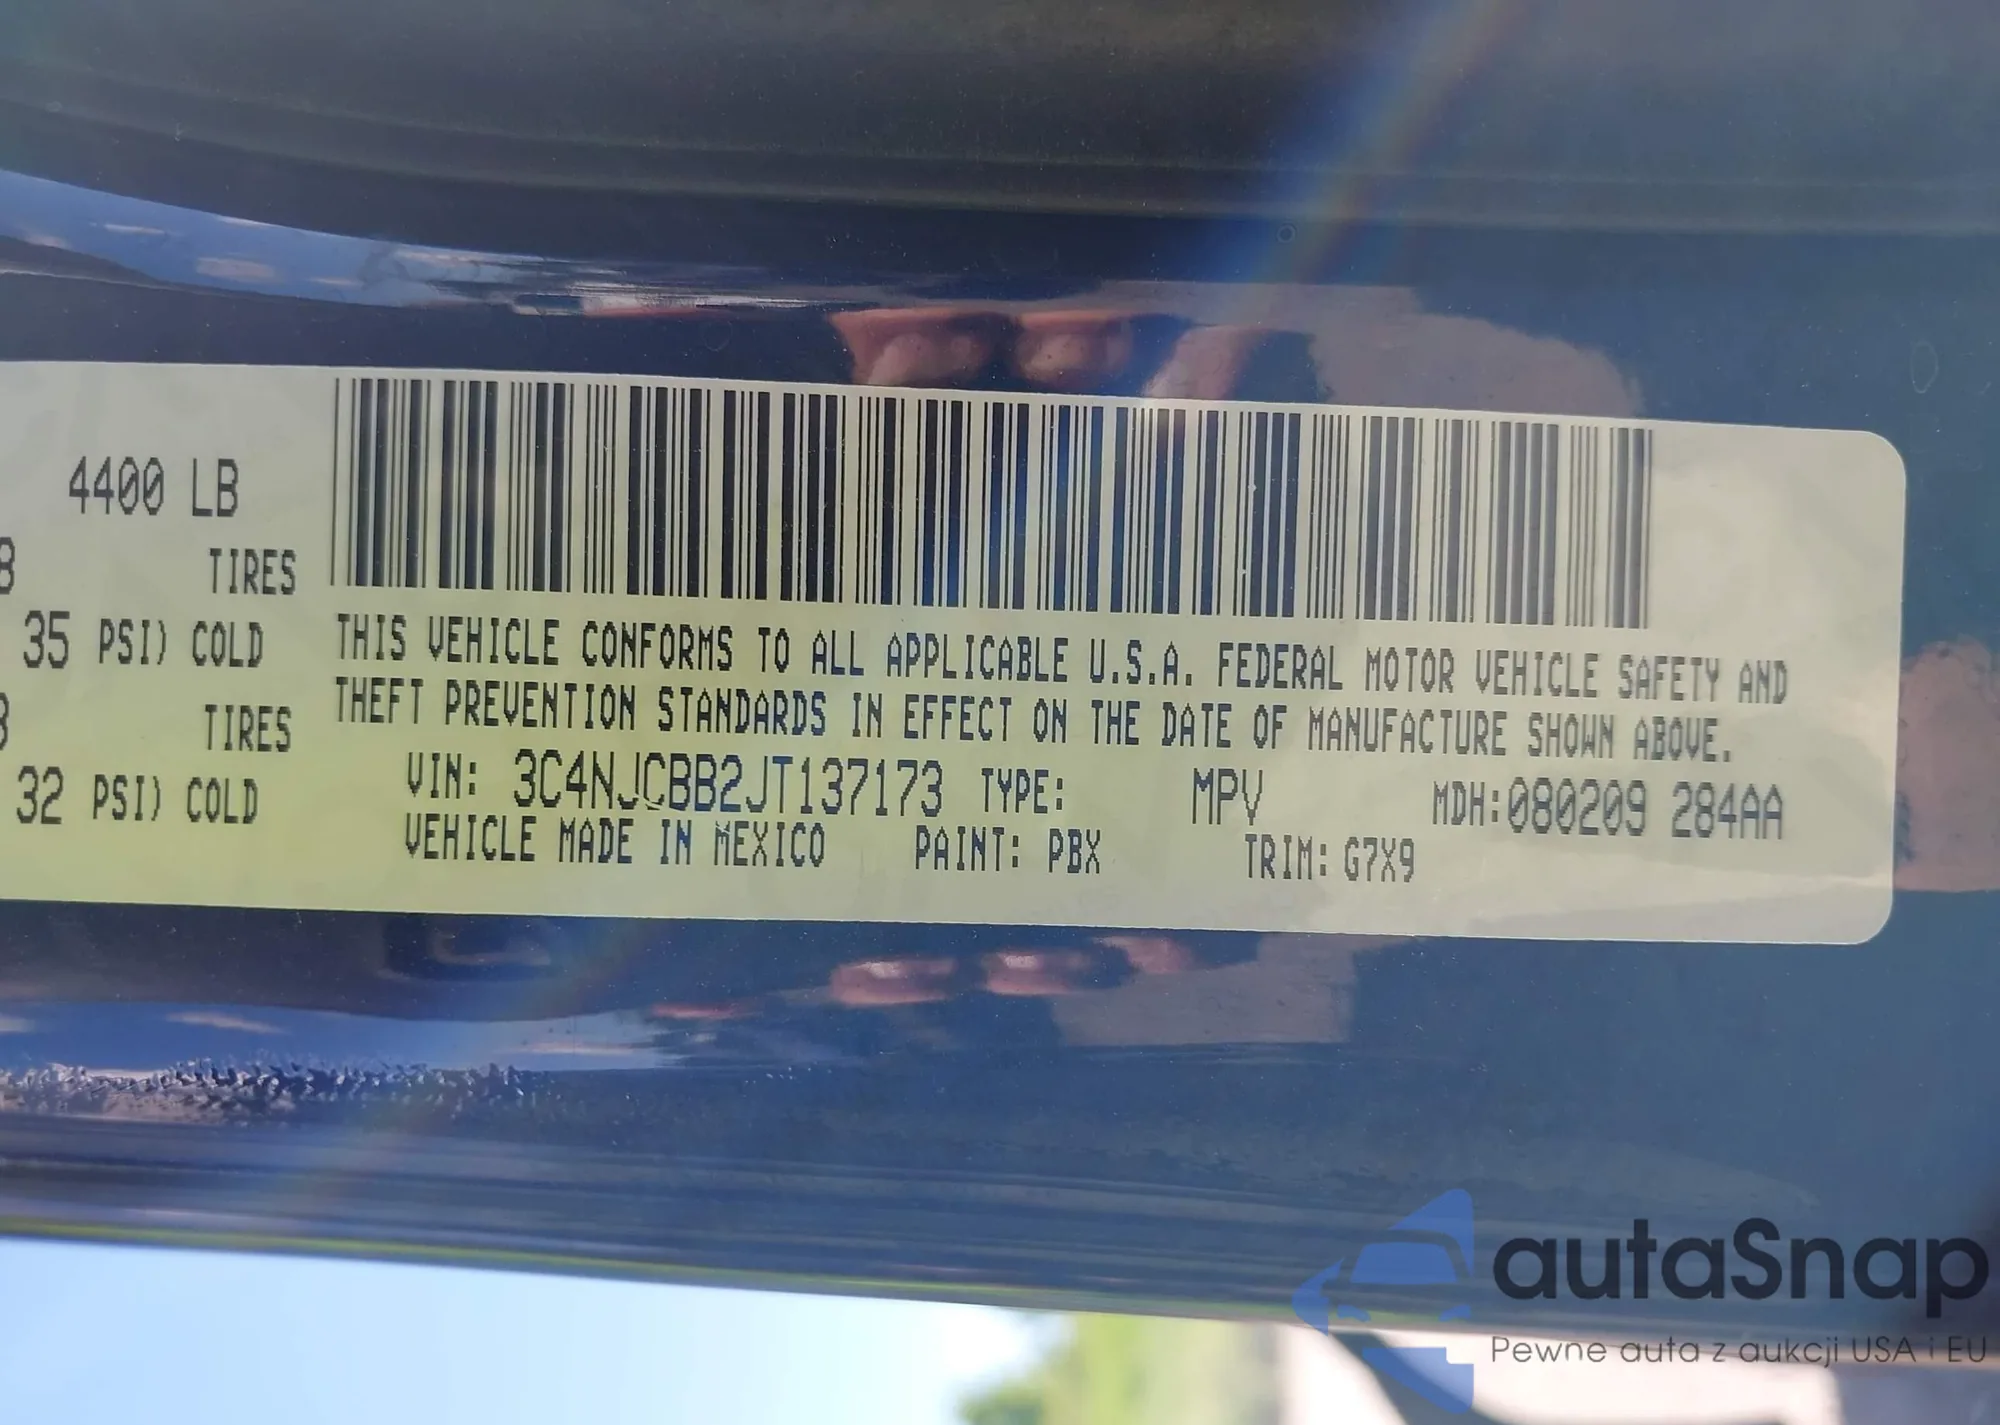 4400 LB
8 TIRES
35 PSI) COLD
8 TIRES
32 PSI) COLD
THIS VEHICLE CONFORMS TO ALL APPLICABLE U.S.A. FEDERAL MOTOR VEHICLE SAFETY AND
THEFT PREVENTION STANDARDS IN EFFECT ON THE DATE OF MANUFACTURE SHOWN ABOVE.
VIN: 3C4NJCBB2JT137173 TYPE: MPV MDH:080209 284AA
VEHICLE MADE IN MEXICO PAINT: PBX TRIM: G7X9
autaSnap
Pewne auta z aukcji USA i EU